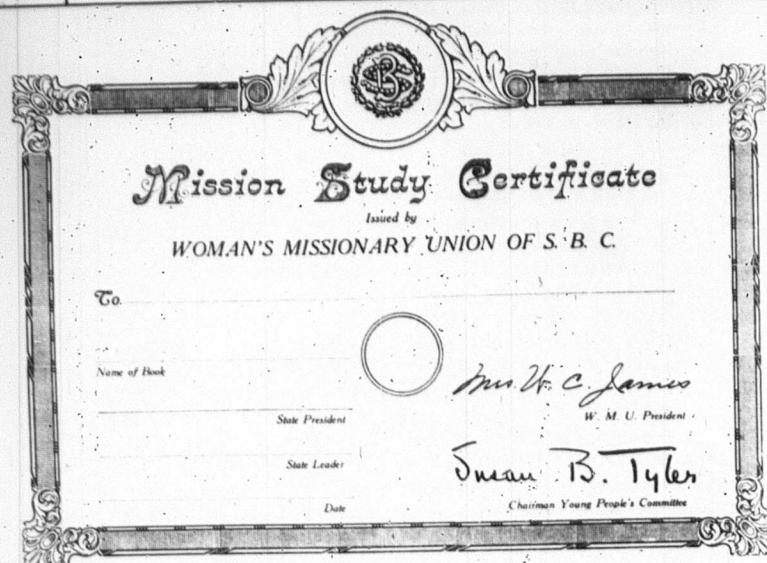 SBC
Mission Study Certificate
Issued by
WOMAN'S MISSIONARY UNION OF S. B. C.
To
Name of Book
State President
State Leader
Date
Mrs. W. C. James
W. M. U. President
Susan B. Tyler
Chairman Young People's Committee